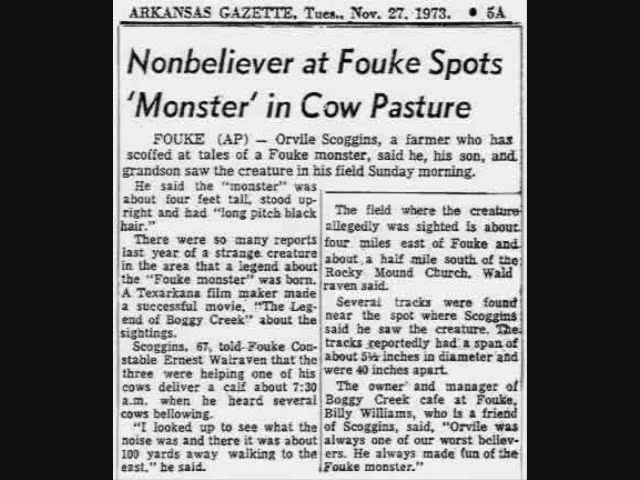 ARKANSAS GAZETTE, Tues., Nov. 27, 1973. • 5A
Nonbeliever at Fouke Spots
'Monster' in Cow Pasture
FOUKE (AP) — Orvile Scoggins, a farmer who has
scoffed at tales of a Fouke monster, said he, his son, and
grandson saw the creature in his field Sunday morning.
He said the "monster" was
about four feet tall, stood up-
right and had "long pitch black
hair."
There were so many reports
last year of a strange creature
in the area that a legend about
the "Fouke monster" was born.
A Texarkana film maker made
a successful movie, "The Leg-
end of Boggy Creek" about the
sightings.
Scoggins, 67, told Fouke Con-
stable Ernest Walraven that the
three were helping one of his
cows deliver a calf about 7:30
a.m. when he heard several
cows bellowing.
"I looked up to see what the
noise was and there it was about
100 yards away walking to the
east," he said.
The field where the creature
allegedly was sighted is about
four miles east of Fouke and
about a half mile south of the
Rocky Mound Church, Wald
raven said.
Several tracks were found
near the spot where Scoggins
said he saw the creature. The
tracks reportedly had a span of
about 5½ inches in diameter and
were 40 inches apart.
The owner and manager of
Boggy Creek cafe at Fouke,
Billy Williams, who is a friend
of Scoggins, said, "Orville was
always one of our worst believ-
ers. He always made fun of the
Fouke monster."